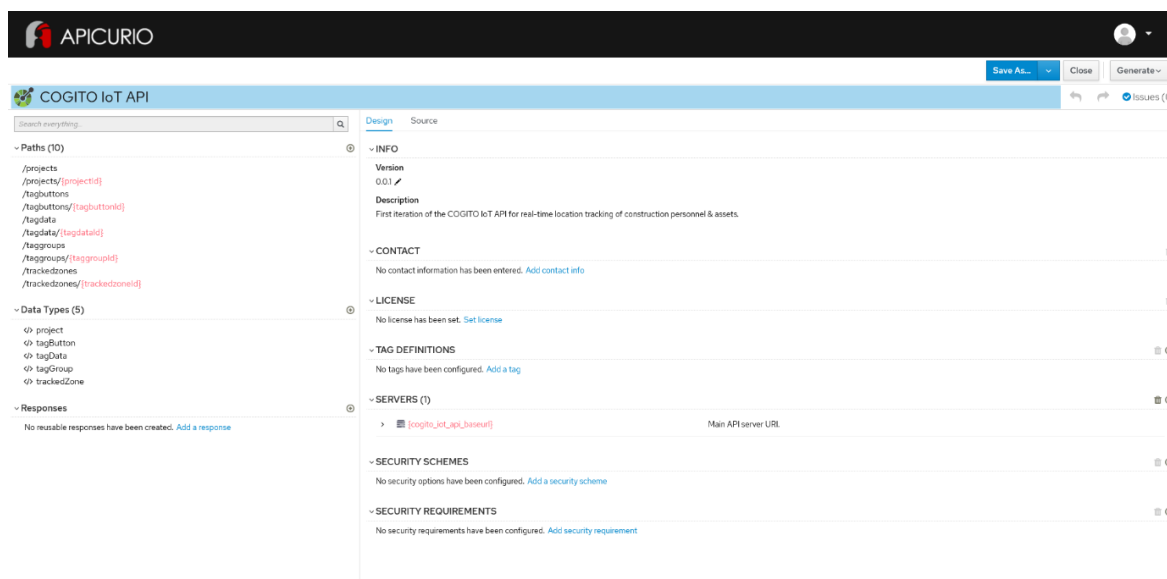 APICURIO
Save As...
Close
Generate
COGITO IoT API
Issues (
Search everything...
Paths (10)
/projects
/projects/{projectId}
/tagbuttons
/tagbuttons/{tagbuttonId}
/tagdata
/tagdata/{tagdataId}
/taggroups
/taggroups/{taggroupId}
/trackedzones
/trackedzones/{trackedzoneId}
Data Types (5)
project
tagButton
tagData
tagGroup
trackedZone
Responses
No reusable responses have been created. Add a response
Design Source
INFO
Version
0.0.1
Description
First iteration of the COGITO IoT API for real-time location tracking of construction personnel & assets.
CONTACT
No contact information has been entered. Add contact info
LICENSE
No license has been set. Set license
TAG DEFINITIONS
No tags have been configured. Add a tag
SERVERS (1)
{cogito_iot_api_baseurl} Main API server URI.
SECURITY SCHEMES
No security options have been configured. Add a security scheme
SECURITY REQUIREMENTS
No security requirements have been configured. Add security requirement